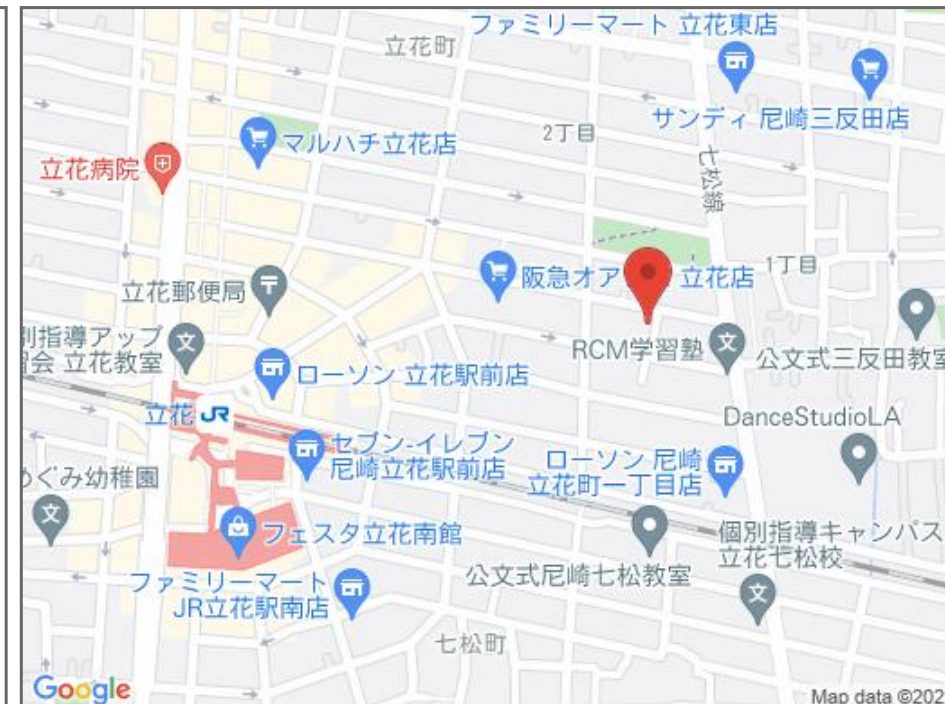 ファミリーマート 立花東店
立花町
サンディ 尼崎三反田店
2丁目
マルハチ立花店
立花病院
七松線
1丁目
阪急オア
立花店
立花郵便局
別指導アップ
習会 立花教室
RCM学習塾
公文式三反田教室
ローソン 立花駅前店
立花 JR
DanceStudioLA
セブン-イレブン
尼崎立花駅前店
ローソン 尼崎
立花町一丁目店
めぐみ幼稚園
フェスタ立花南館
個別指導キャンパス
立花七松校
公文式尼崎七松教室
ファミリーマート
JR立花駅南店
七松町
Google
Map data ©202